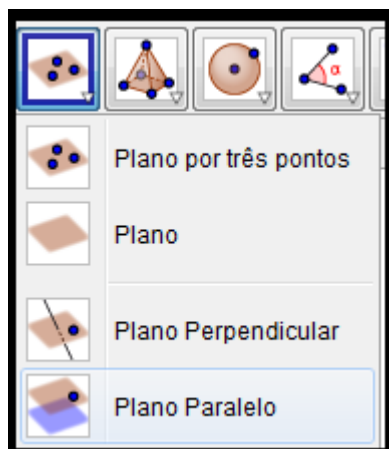 α
Plano por três pontos
Plano
Plano Perpendicular
Plano Paralelo